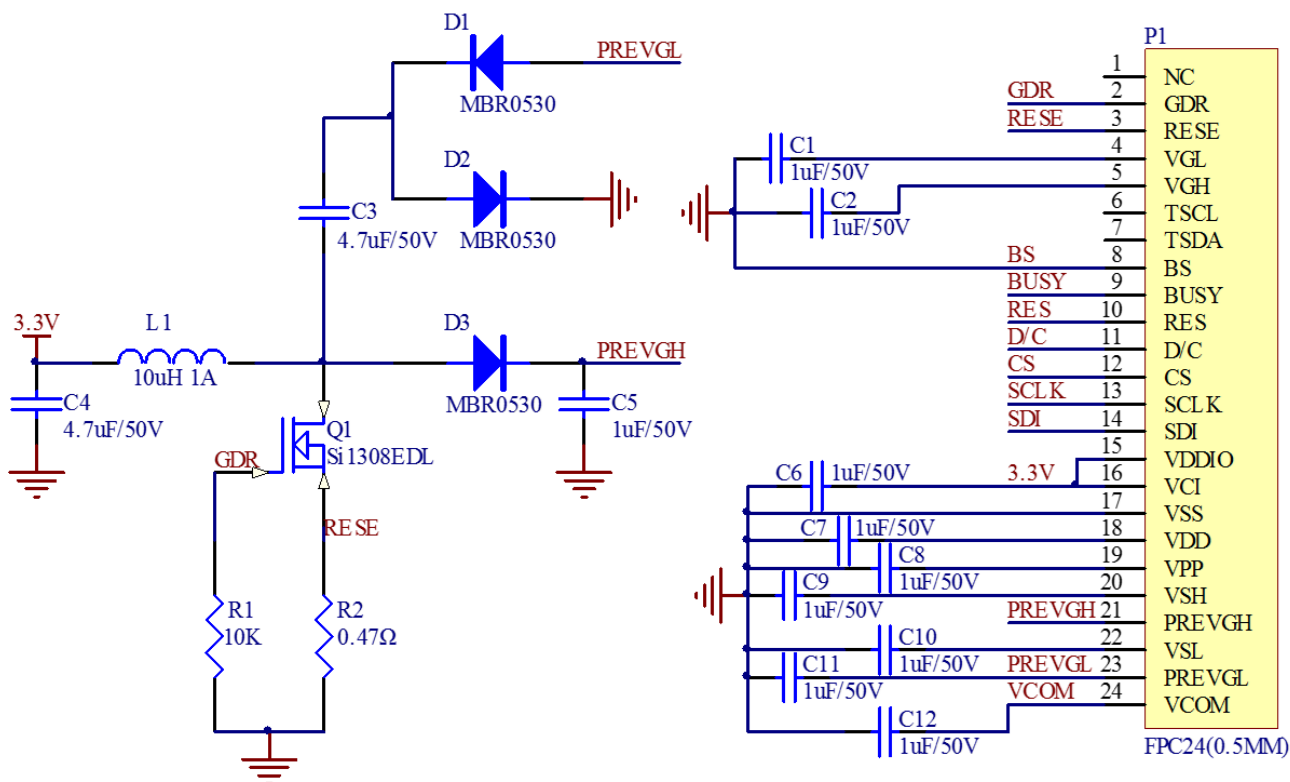 D1
PREVGL
MBR0530
D2
MBR0530
C3
4.7uF/50V
3.3V
L1
10uH 1A
D3
PREVGH
MBR0530
C4
4.7uF/50V
C5
1uF/50V
Q1
Si1308EDL
GDR
RESE
R1
10K
R2
0.47Ω
P1
1 NC
GDR 2 GDR
RESE 3 RESE
C1 4 VGL
1uF/50V
5 VGH
C2 6 TSCL
1uF/50V
7 TSDA
BS 8 BS
BUSY 9 BUSY
RES 10 RES
D/C 11 D/C
CS 12 CS
SCLK 13 SCLK
SDI 14 SDI
15 VDDIO
C6 1uF/50V 3.3V 16 VCI
17 VSS
C7 1uF/50V 18 VDD
C8 19 VPP
1uF/50V
C9 20 VSH
1uF/50V
PREVGH 21 PREVGH
C10 22 VSL
1uF/50V
C11 PREVGL 23 PREVGL
1uF/50V
VCOM 24 VCOM
C12
1uF/50V
FPC24(0.5MM)